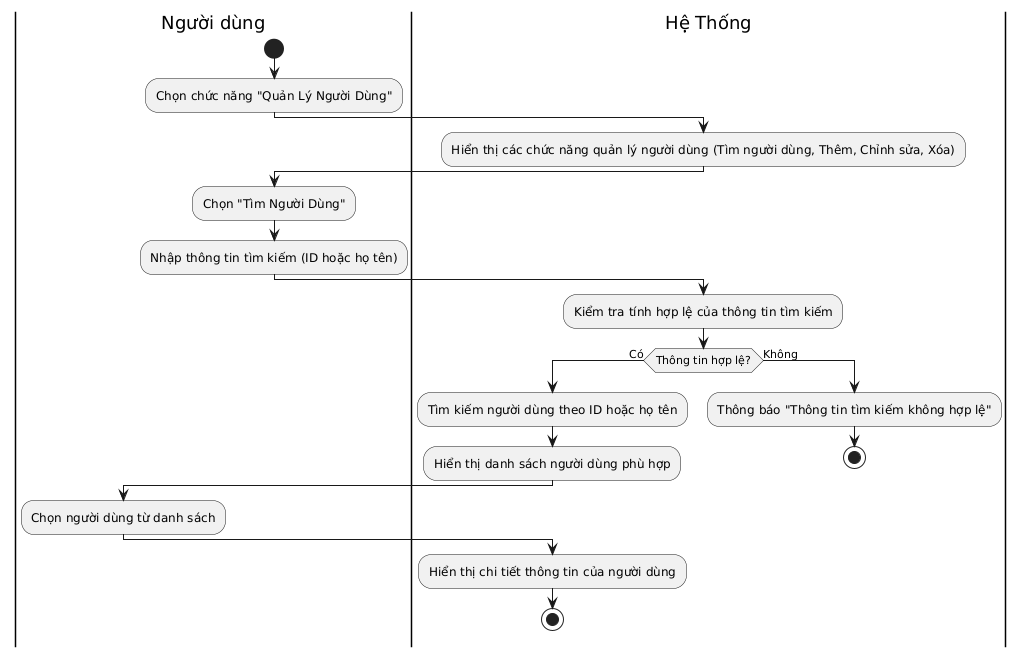 Người dùng
Hệ Thống
Chọn chức năng "Quản Lý Người Dùng"
Hiển thị các chức năng quản lý người dùng (Tìm người dùng, Thêm, Chỉnh sửa, Xóa)
Chọn "Tìm Người Dùng"
Nhập thông tin tìm kiếm (ID hoặc họ tên)
Kiểm tra tính hợp lệ của thông tin tìm kiếm
Có
Thông tin hợp lệ?
Không
Tìm kiếm người dùng theo ID hoặc họ tên
Thông báo "Thông tin tìm kiếm không hợp lệ"
Hiển thị danh sách người dùng phù hợp
Chọn người dùng từ danh sách
Hiển thị chi tiết thông tin của người dùng